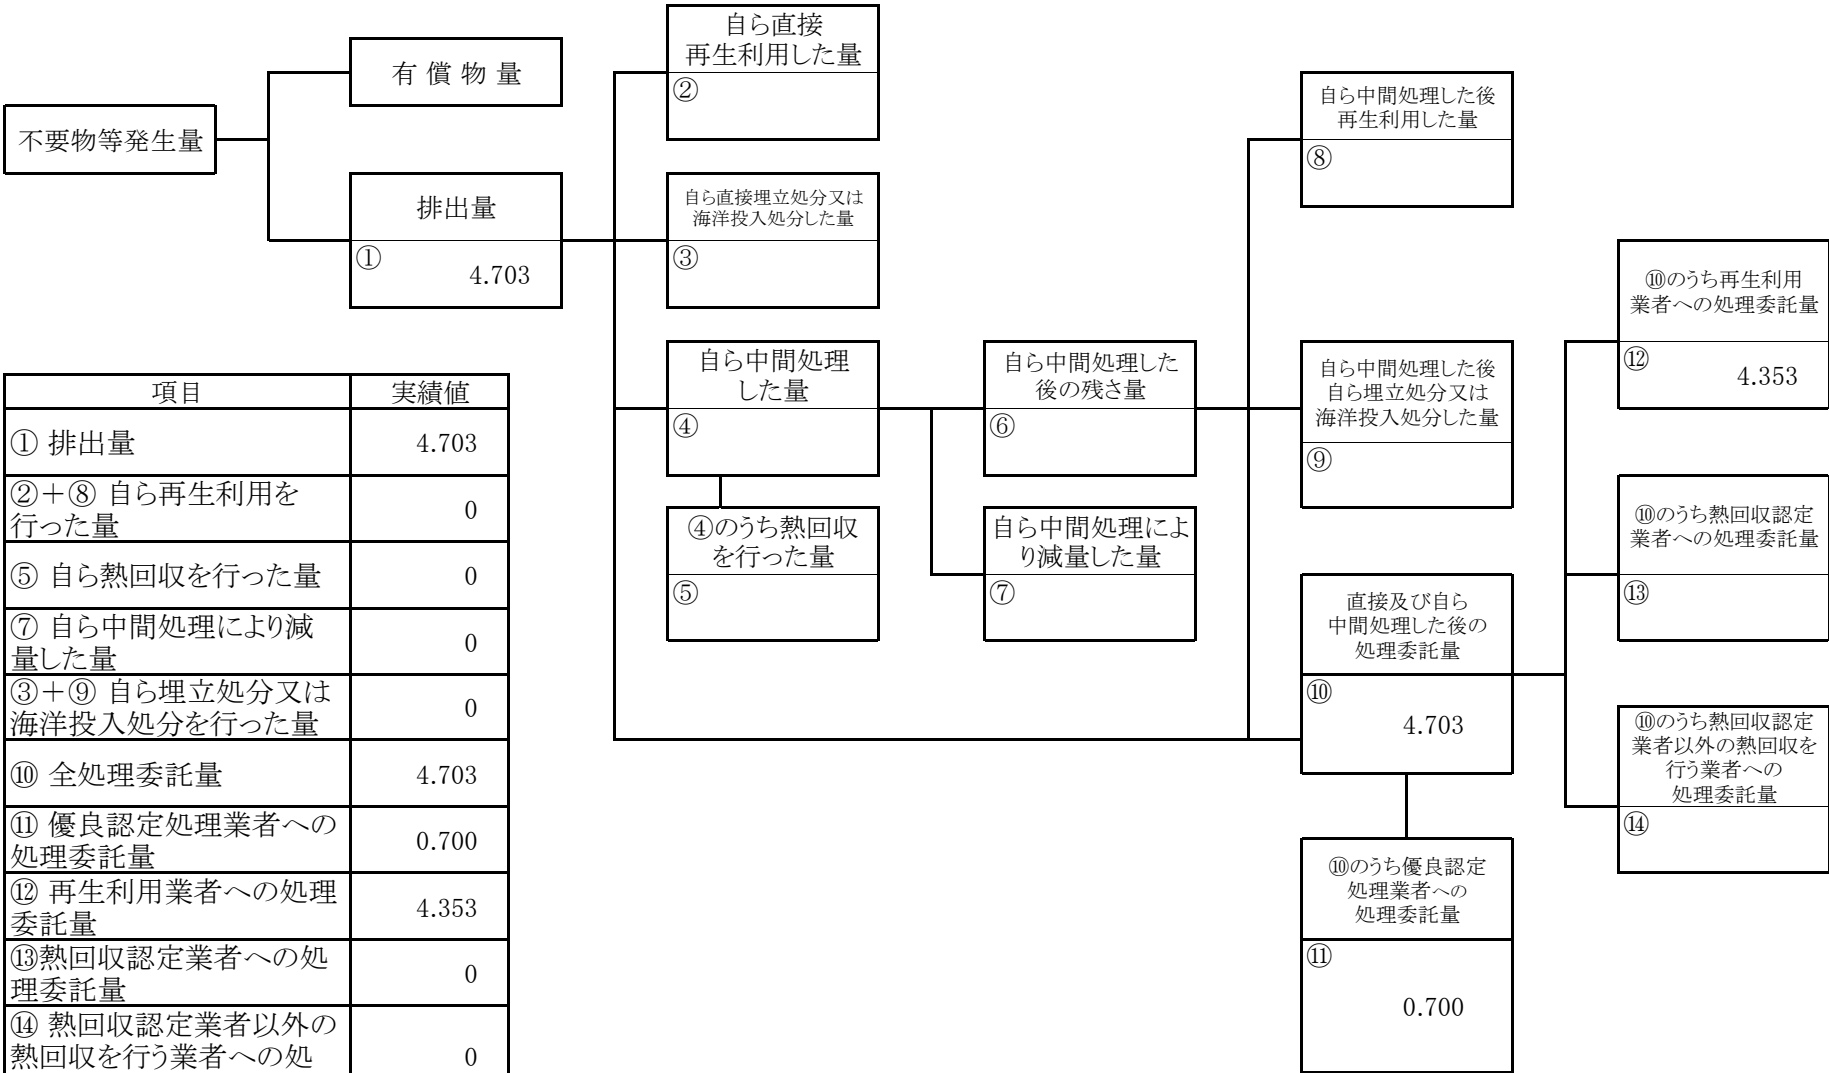 自ら直接
再生利用した量
②
有 償 物 量
自ら中間処理した後
再生利用した量
⑧
不要物等発生量
排出量
①
4.703
自ら直接埋立処分又は
海洋投入処分した量
③
⑩のうち再生利用
業者への処理委託量
⑫
4.353
自ら中間処理
した量
④
自ら中間処理した
後の残さ量
⑥
自ら中間処理した後
自ら埋立処分又は
海洋投入処分した量
⑨
④のうち熱回収
を行った量
⑤
自ら中間処理によ
り減量した量
⑦
⑩のうち熱回収認定
業者への処理委託量
⑬
直接及び自ら
中間処理した後の
処理委託量
⑩
4.703
⑩のうち熱回収認定
業者以外の熱回収を
行う業者への
処理委託量
⑭
⑩のうち優良認定
処理業者への
処理委託量
⑪
0.700
項目 実績値
① 排出量 4.703
②＋⑧ 自ら再生利用を
行った量 0
⑤ 自ら熱回収を行った量 0
⑦ 自ら中間処理により減
量した量 0
③＋⑨ 自ら埋立処分又は
海洋投入処分を行った量 0
⑩ 全処理委託量 4.703
⑪ 優良認定処理業者への
処理委託量 0.700
⑫ 再生利用業者への処理
委託量 4.353
⑬熱回収認定業者への処
理委託量 0
⑭ 熱回収認定業者以外の
熱回収を行う業者への処 0